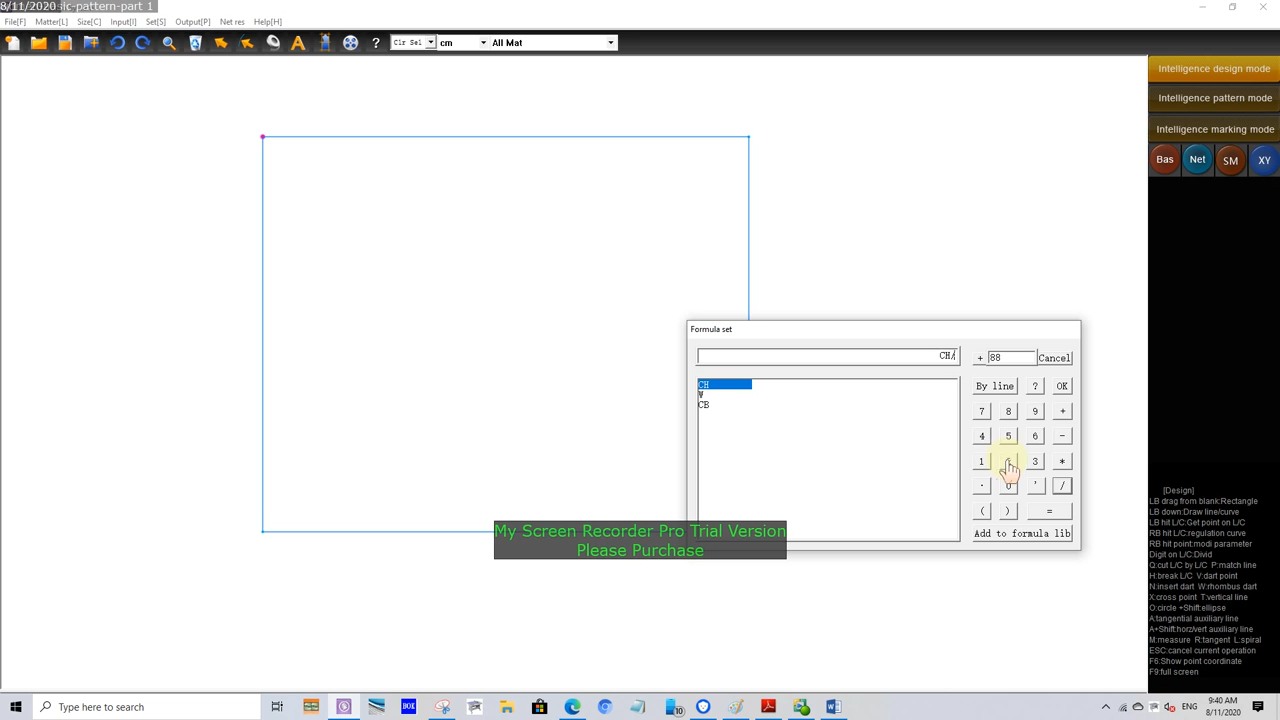 8/11/2020 sic-pattern-part 1
File[F] Matter[L] Size[C] Input[I] Set[S] Output[P] Net res Help[H]
? Clr Sel cm All Mat
Intelligence design mode
Intelligence pattern mode
Intelligence marking mode
Bas Net SM XY
Formula set
CH/ + 88 Cancel
CH
W
CB
By line ? OK
7 8 9 +
4 5 6 -
1 3 *
. 0 ' /
( ) =
Add to formula lib
My Screen Recorder Pro Trial Version
Please Purchase
[Design]
LB drag from blank:Rectangle
LB down:Draw line/curve
LB hit L/C:Get point on L/C
RB hit L/C:regulation curve
RB hit point:modi parameter
Digit on L/C:Divid
Q:cut L/C by L/C P:match line
H:break L/C V:dart point
N:insert dart W:rhombus dart
X:cross point T:vertical line
O:circle +Shift:ellipse
A:tangential auxiliary line
A+Shift:horz/vert auxiliary line
M:measure R:tangent L:spiral
ESC:cancel current operation
F6:Show point coordinate
F9:full screen
Type here to search
BOK
10
ENG
9:40 AM
8/11/2020